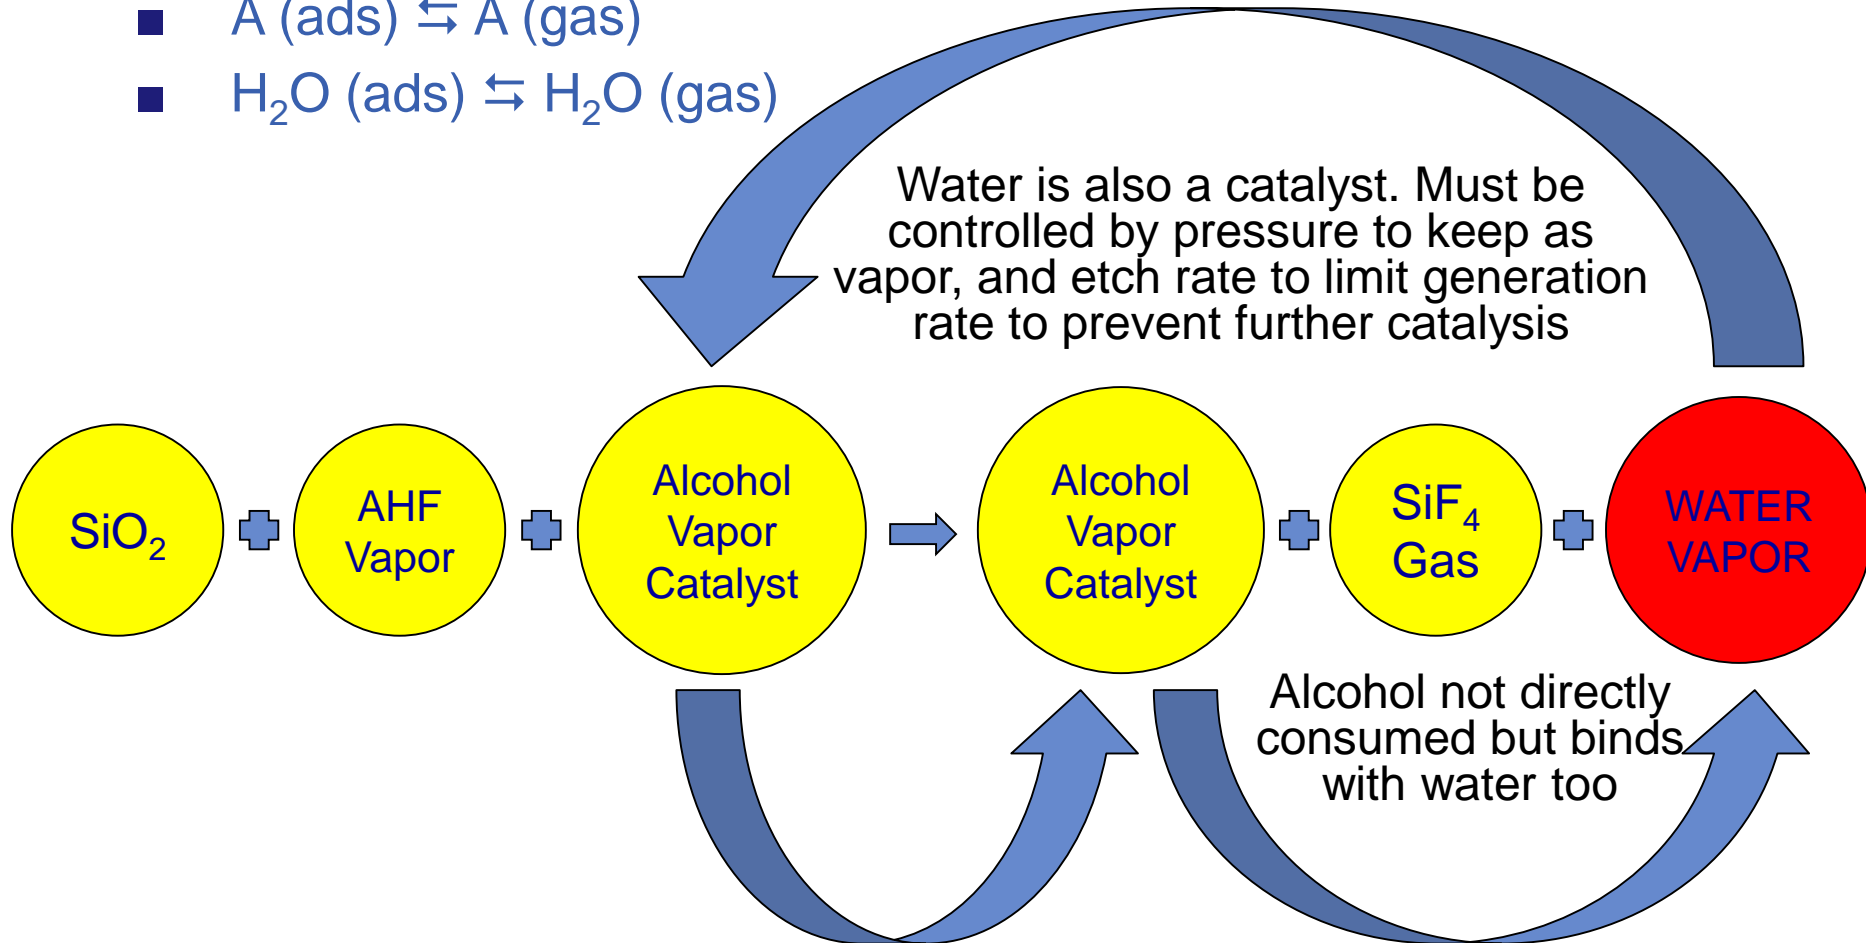 A (ads) ⇆ A (gas)
H₂O (ads) ⇆ H₂O (gas)
Water is also a catalyst. Must be
controlled by pressure to keep as
vapor, and etch rate to limit generation
rate to prevent further catalysis
SiO₂
AHF
Vapor
Alcohol
Vapor
Catalyst
Alcohol
Vapor
Catalyst
SiF₄
Gas
WATER
VAPOR
Alcohol not directly
consumed but binds
with water too